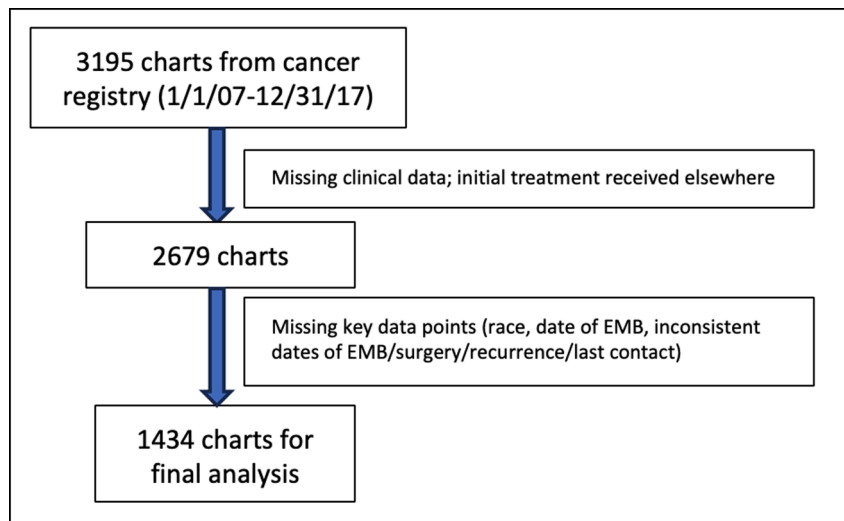 3195 charts from cancer
registry (1/1/07-12/31/17)
Missing clinical data; initial treatment received elsewhere
2679 charts
Missing key data points (race, date of EMB, inconsistent
dates of EMB/surgery/recurrence/last contact)
1434 charts for
final analysis